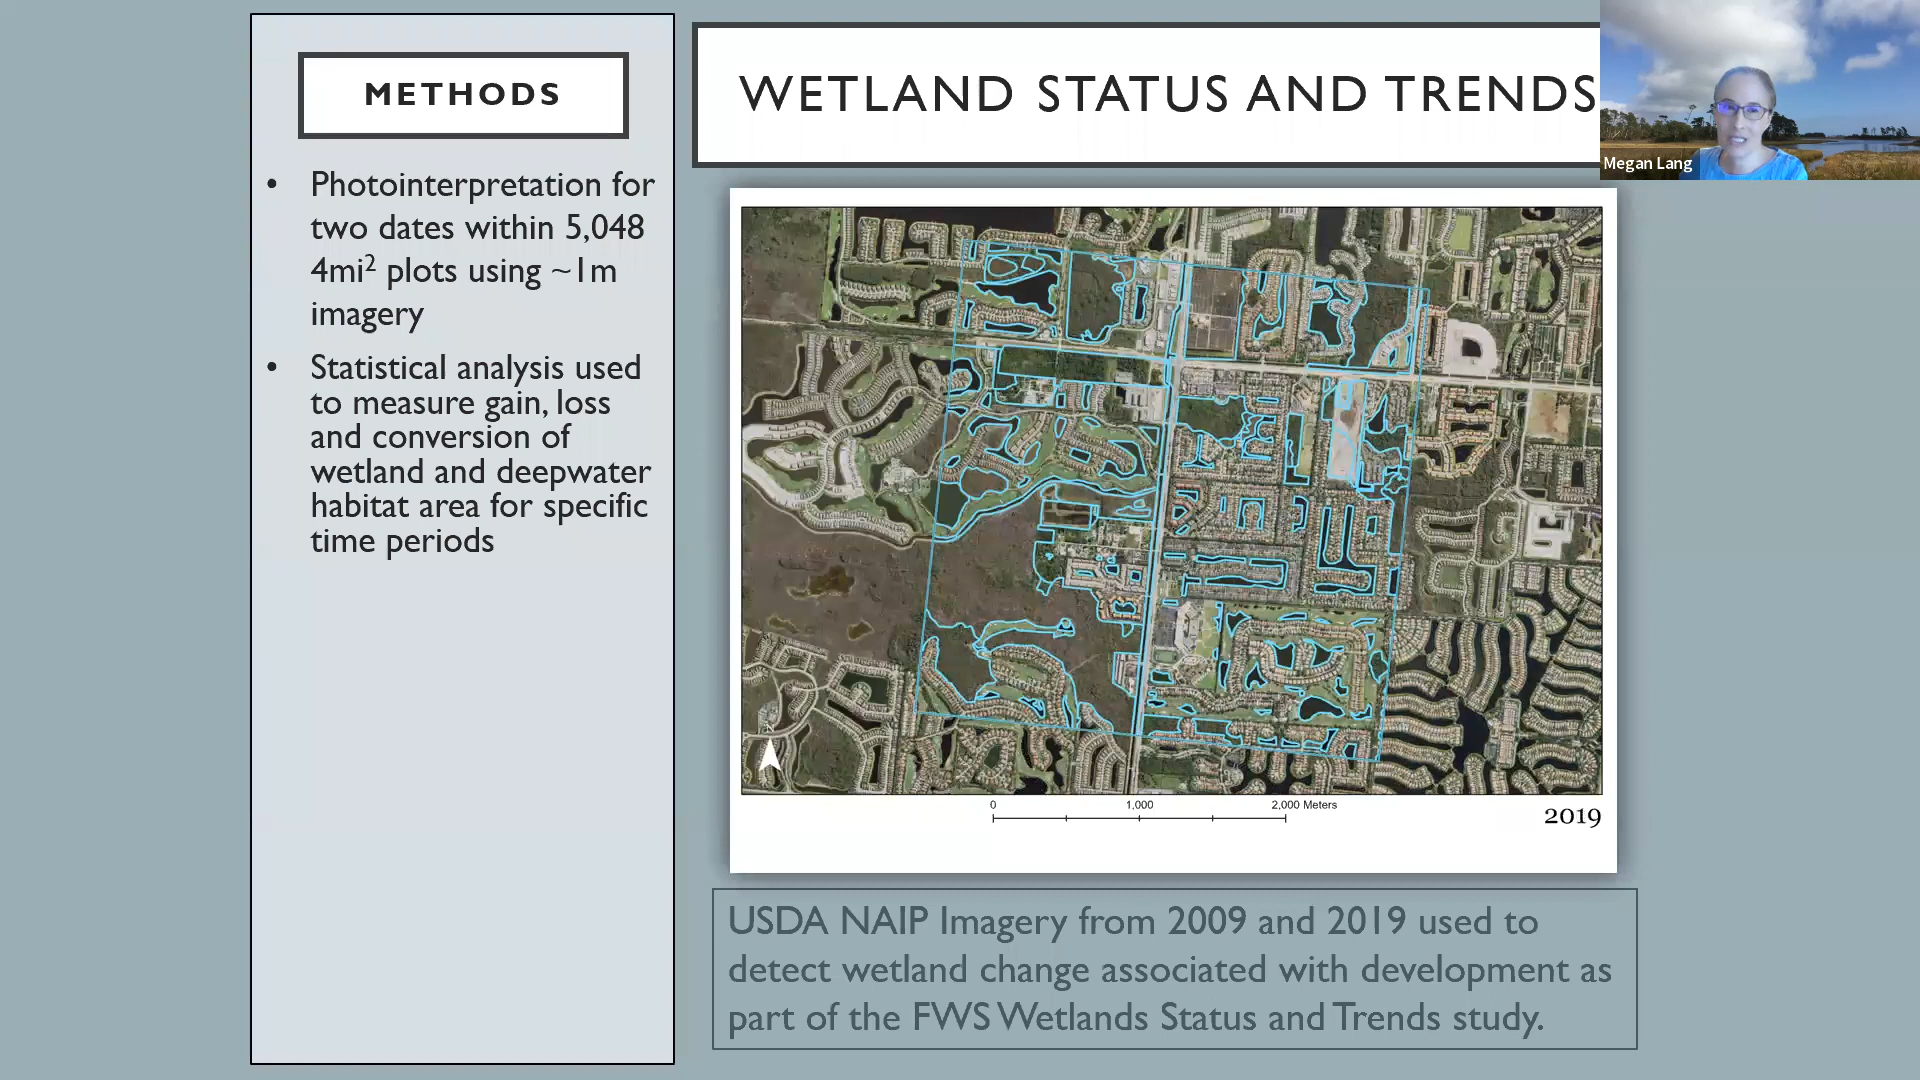 METHODS
• Photointerpretation for
two dates within 5,048
4mi² plots using ~1m
imagery
• Statistical analysis used
to measure gain, loss
and conversion of
wetland and deepwater
habitat area for specific
time periods
WETLAND STATUS AND TRENDS
Megan Lang
0 1,000 2,000 Meters
2019
USDA NAIP Imagery from 2009 and 2019 used to
detect wetland change associated with development as
part of the FWS Wetlands Status and Trends study.